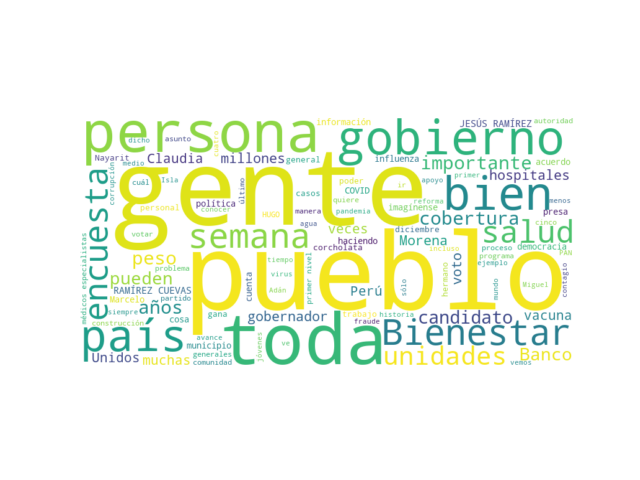 persona
información
JESÚS RAMÍREZ
autoridad
dicho
asunto
gobierno
Nayarit
Claudia
millones
general
influenza
importante
acuerdo
medio
cuál
Isla
último
casos
poder
COVID
apoyo
primer
hospitales
corrupción
gente
personal
política
conocer
HUGO
manera
quiere
pandemia
ir
reforma
bien
menos
encuesta
votar
semana
agua
corcholata
veces
diciembre
imagínense
cobertura
presa
cinco
haciendo
Morena
proceso
democracia
salud
médicos especialistas
peso
problema
pueden
tiempo
virus
primer nivel
pueblo
sólo
voto
incluso
hermano
programa
ejemplo
PAN
contagio
RAMÍREZ CUEVAS
cuenta
Adán
Perú
mundo
Miguel
Marcelo
partido
siempre
años
cosa
gana
gobernador
trabajo
historia
fraude
candidato
vacuna
construcción
país
avance
municipio
toda
Bienestar
Unidos
muchas
generales
comunidad
jóvenes
ve
unidades
vemos
Banco